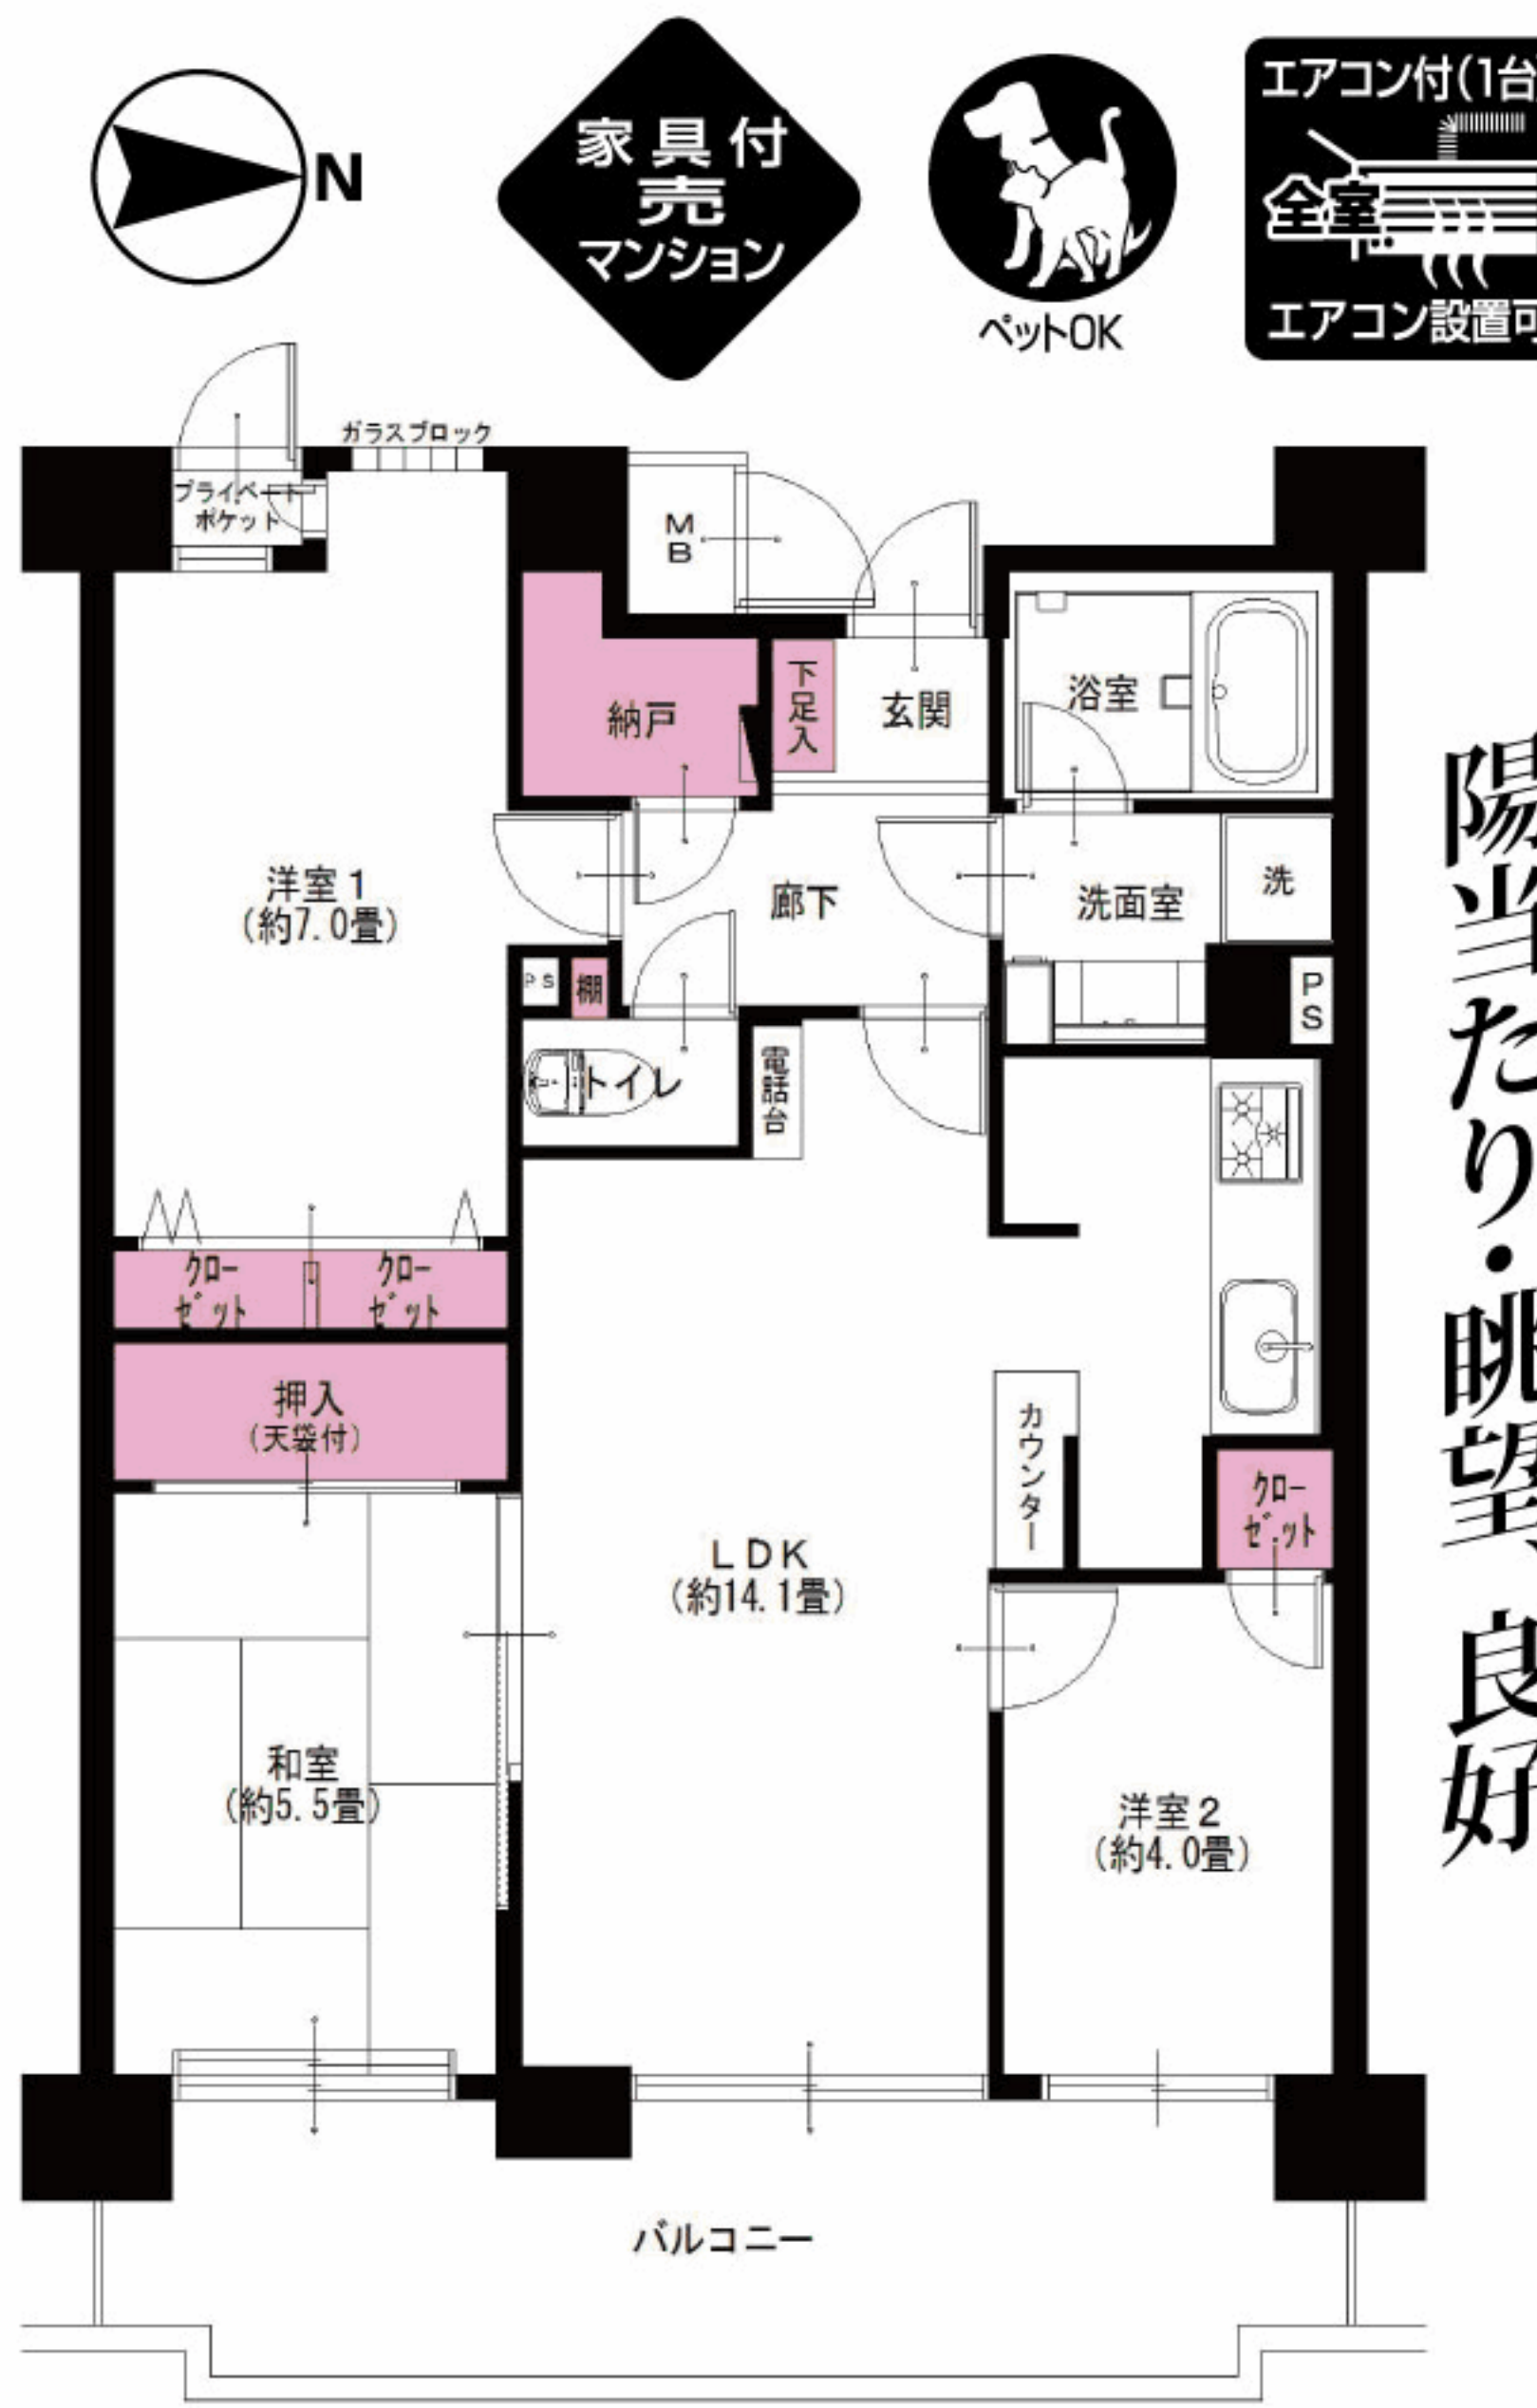 N
家具付
売
マンション
ペットOK
エアコン付(1台
全室
エアコン設置可
ガラスブロック
プライベート
ポケット
MB
納戸
下足入
玄関
浴室
洋室1
(約7.0畳)
廊下
洗面室
洗
PS
棚
PS
トイレ
電話台
クロー
ゼット
クロー
ゼット
押入
(天袋付)
カウンター
クロー
ゼット
LDK
(約14.1畳)
和室
(約5.5畳)
洋室2
(約4.0畳)
バルコニー
陽当たり・眺望、良好